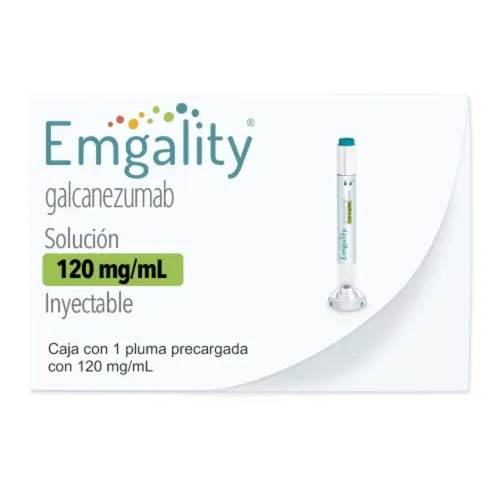 Emgality®
galcanezumab
Solución
120 mg/mL
Inyectable
Caja con 1 pluma precargada
con 120 mg/mL